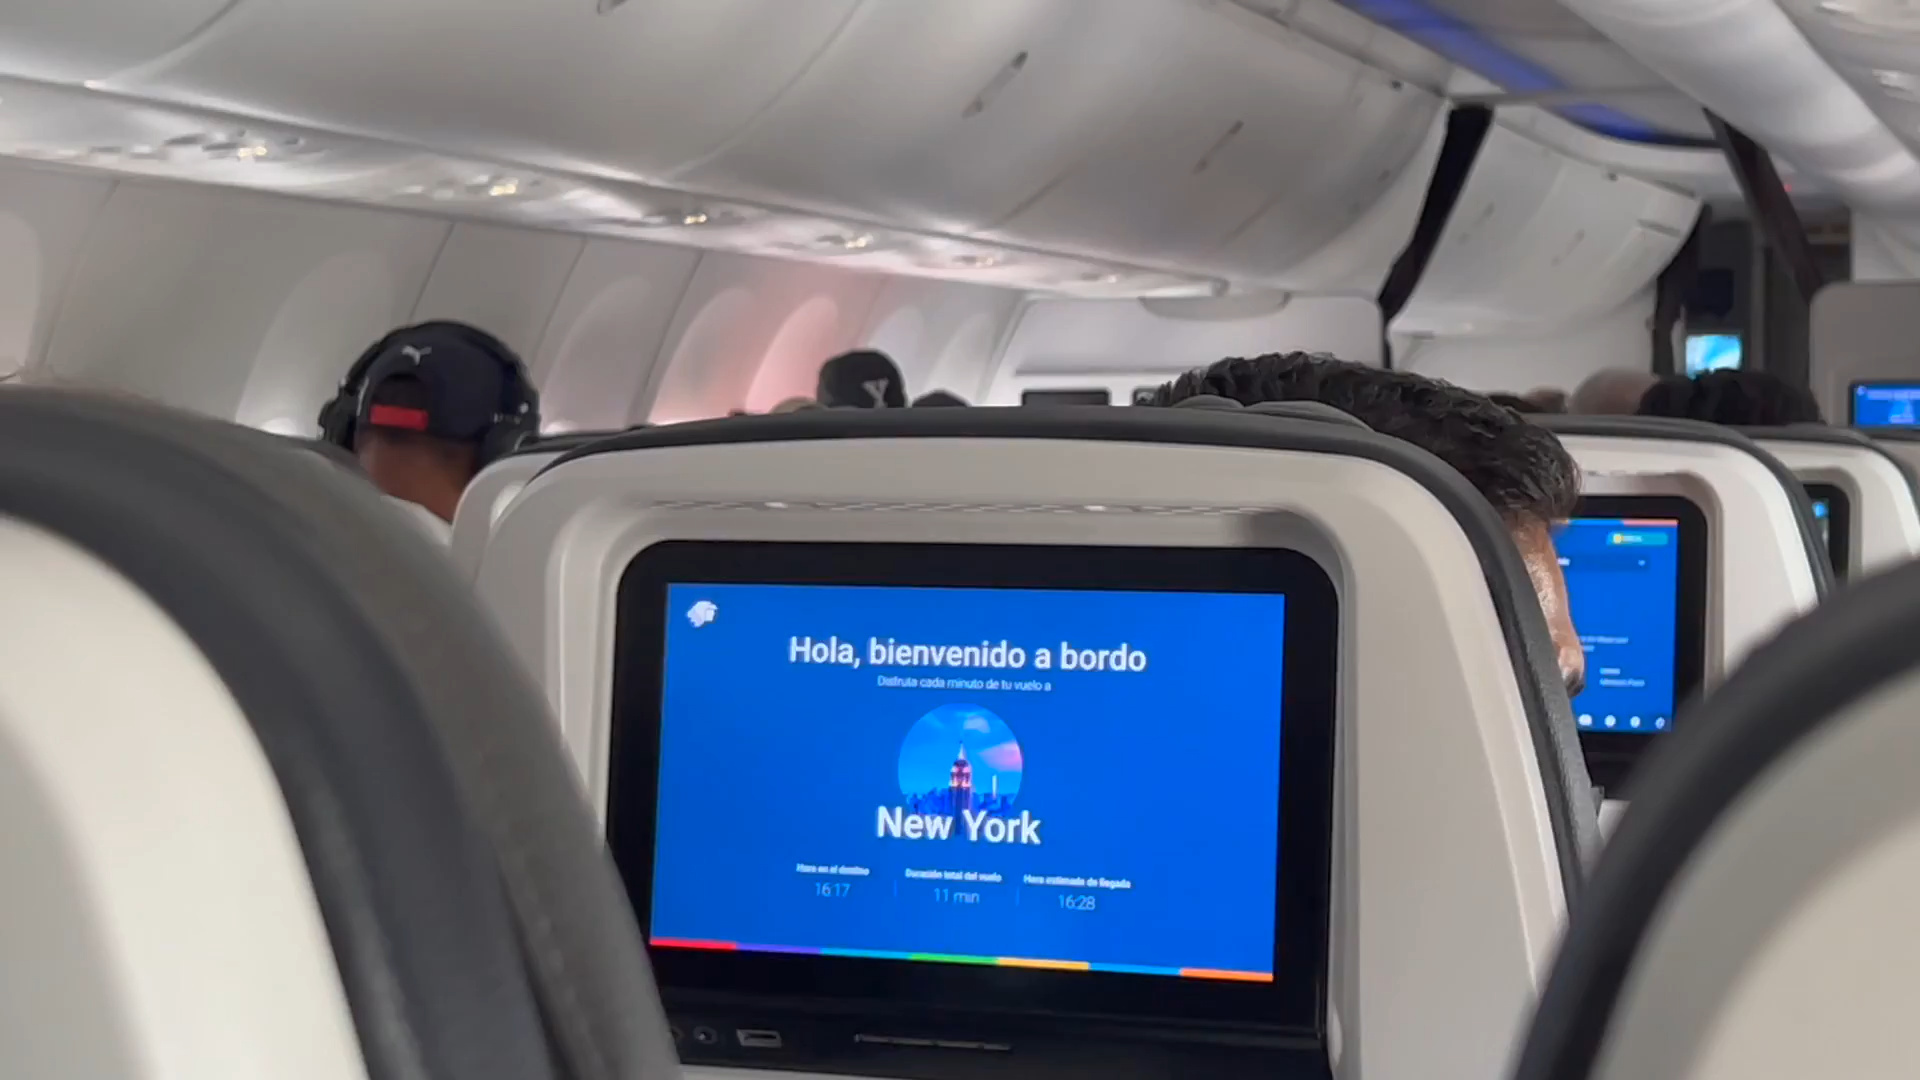 Hola, bienvenido a bordo
Disfruta cada minuto de tu vuelo a
New York
Hora en el destino
16:17
Duración total del vuelo
11 min
Hora estimada de llegada
16:28